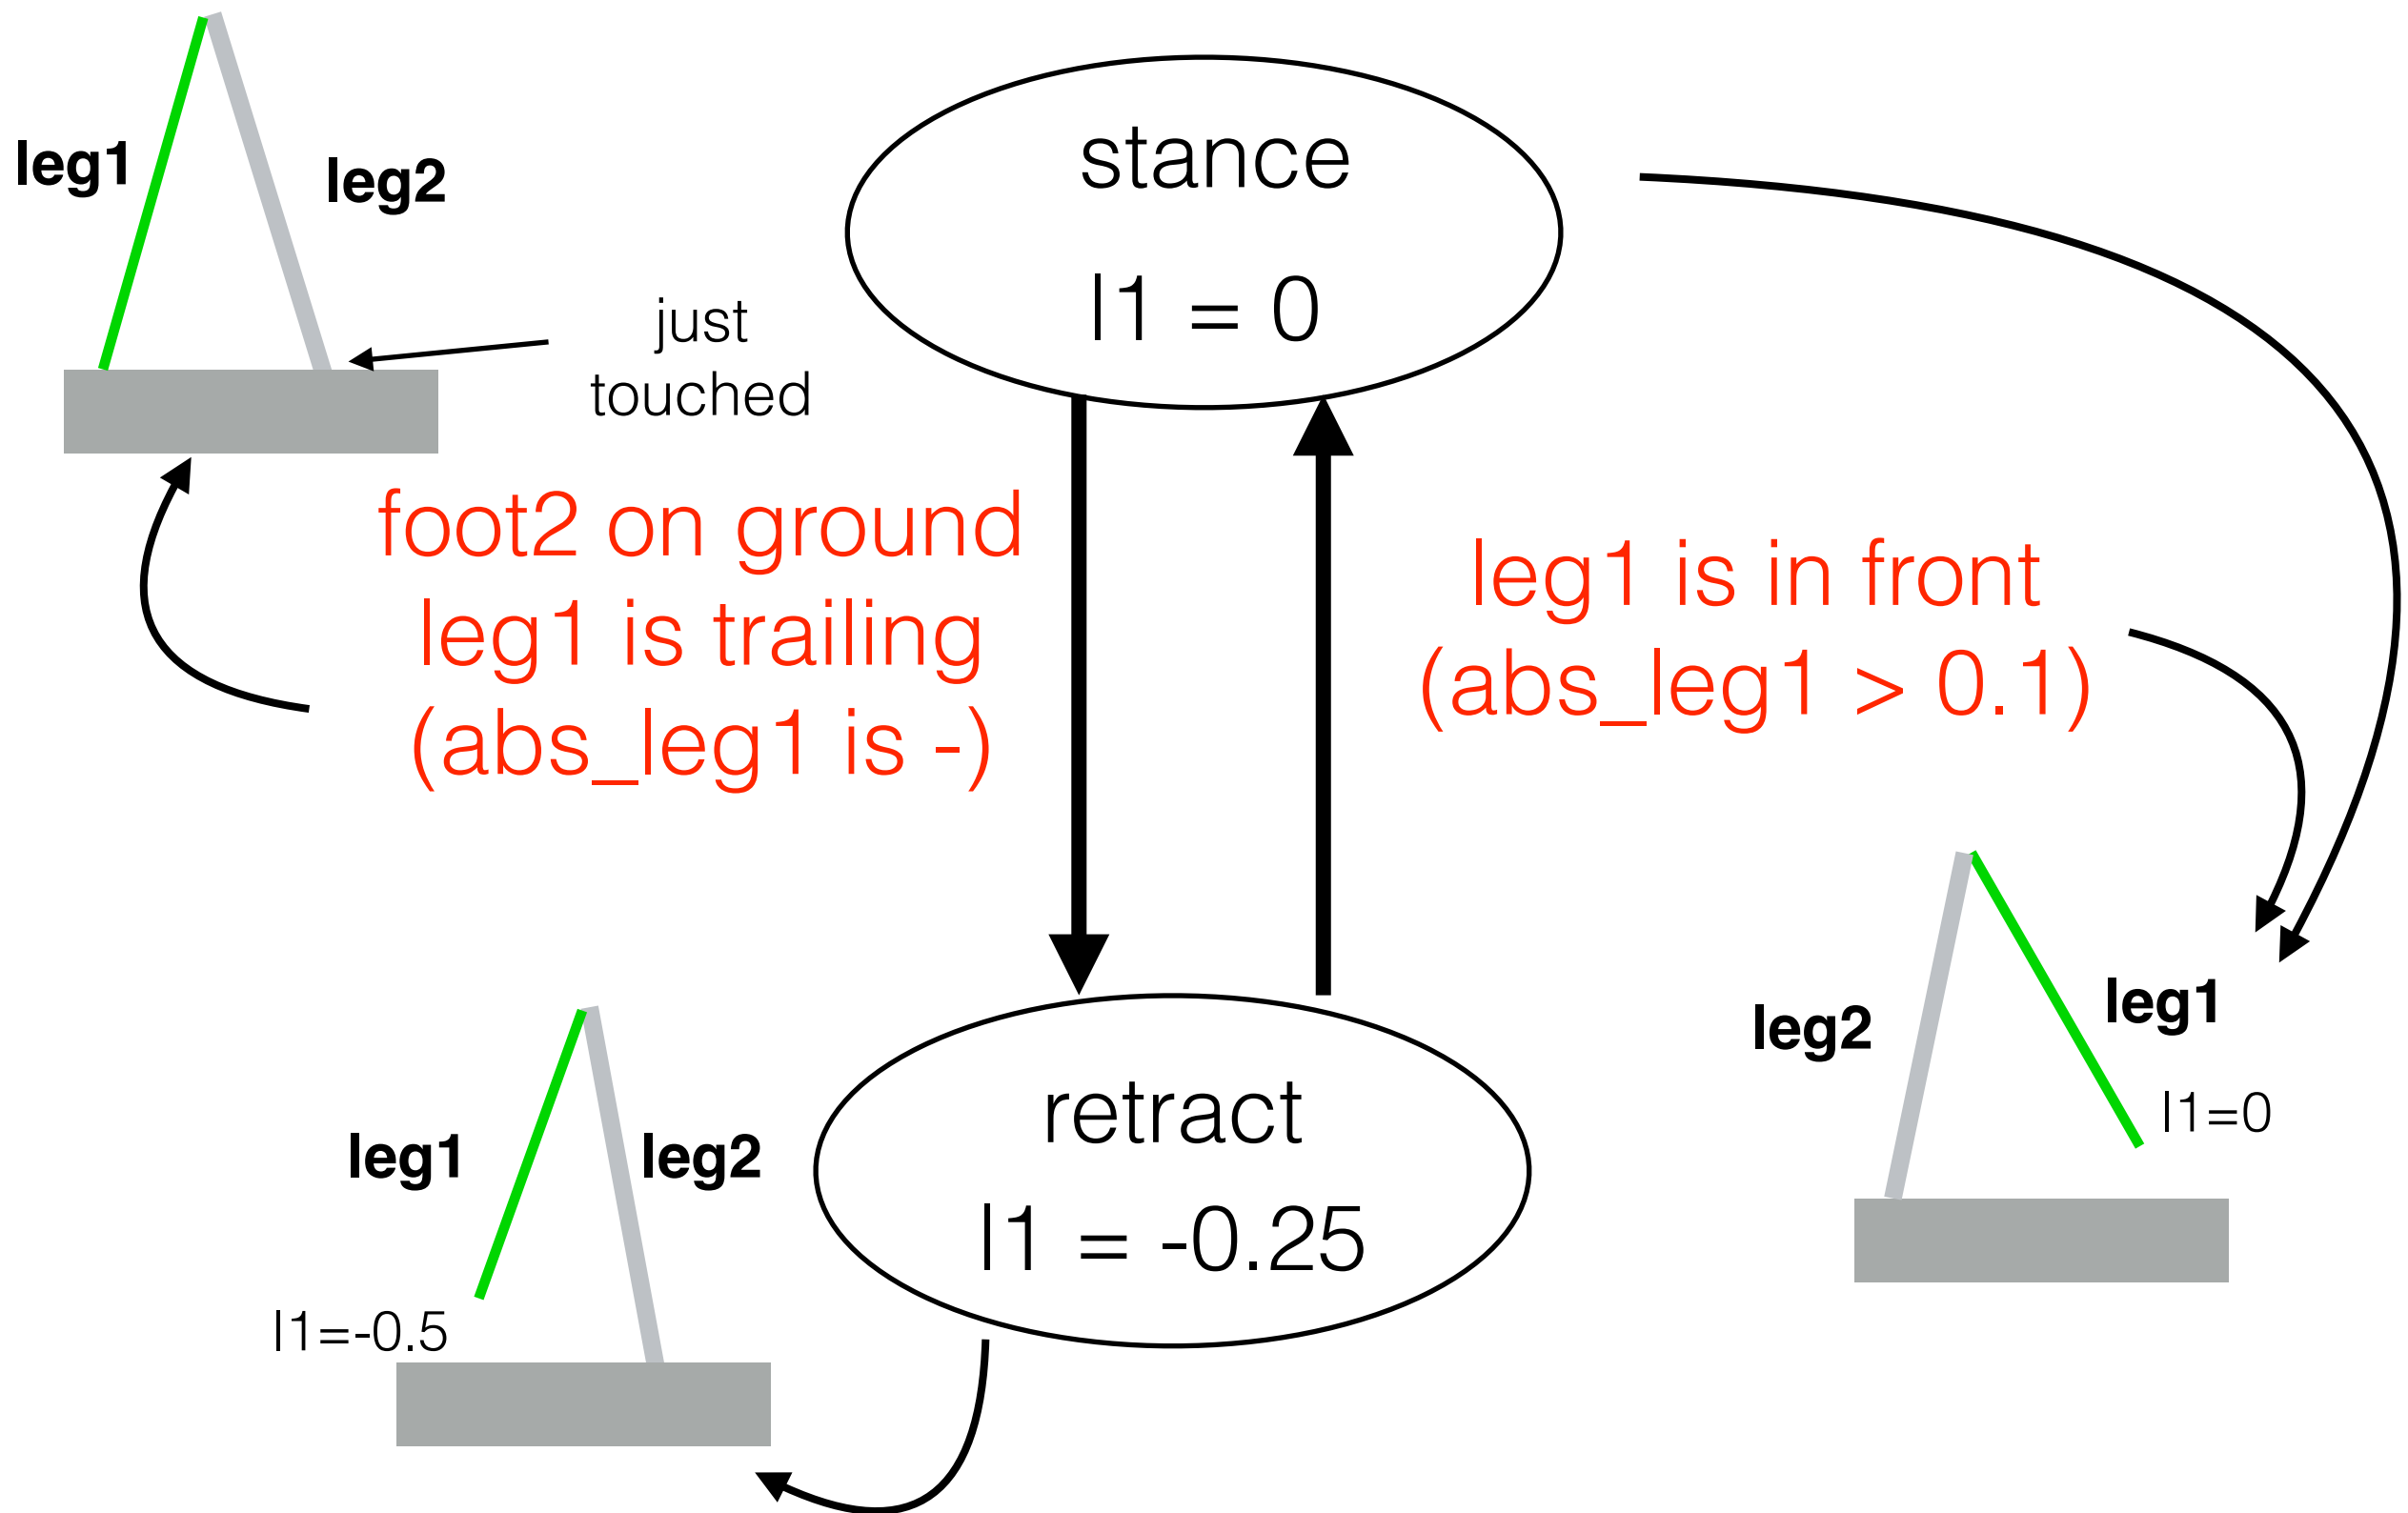 leg1
leg2
just
touched
stance
l1 = 0
foot2 on ground
leg1 is trailing
(abs_leg1 is -)
leg1 is in front
(abs_leg1 > 0.1)
leg1
leg2
l1=-0.5
retract
l1 = -0.25
leg2
leg1
l1=0